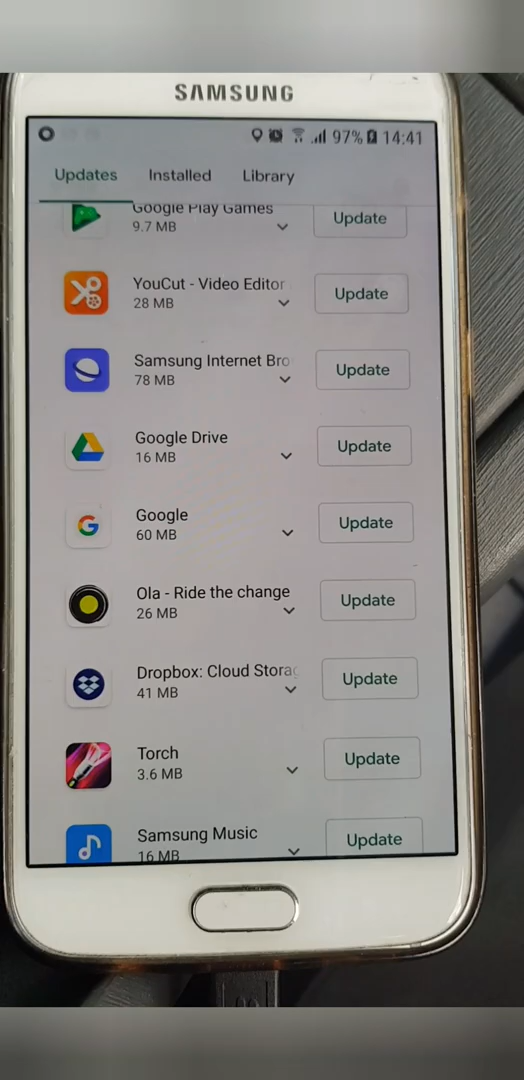 SAMSUNG
97% 14:41
Updates Installed Library
Google Play Games
9.7 MB
Update
YouCut - Video Editor
28 MB
Update
Samsung Internet Bro
78 MB
Update
Google Drive
16 MB
Update
Google
60 MB
Update
Ola - Ride the change
26 MB
Update
Dropbox: Cloud Storag
41 MB
Update
Torch
3.6 MB
Update
Samsung Music
16 MB
Update